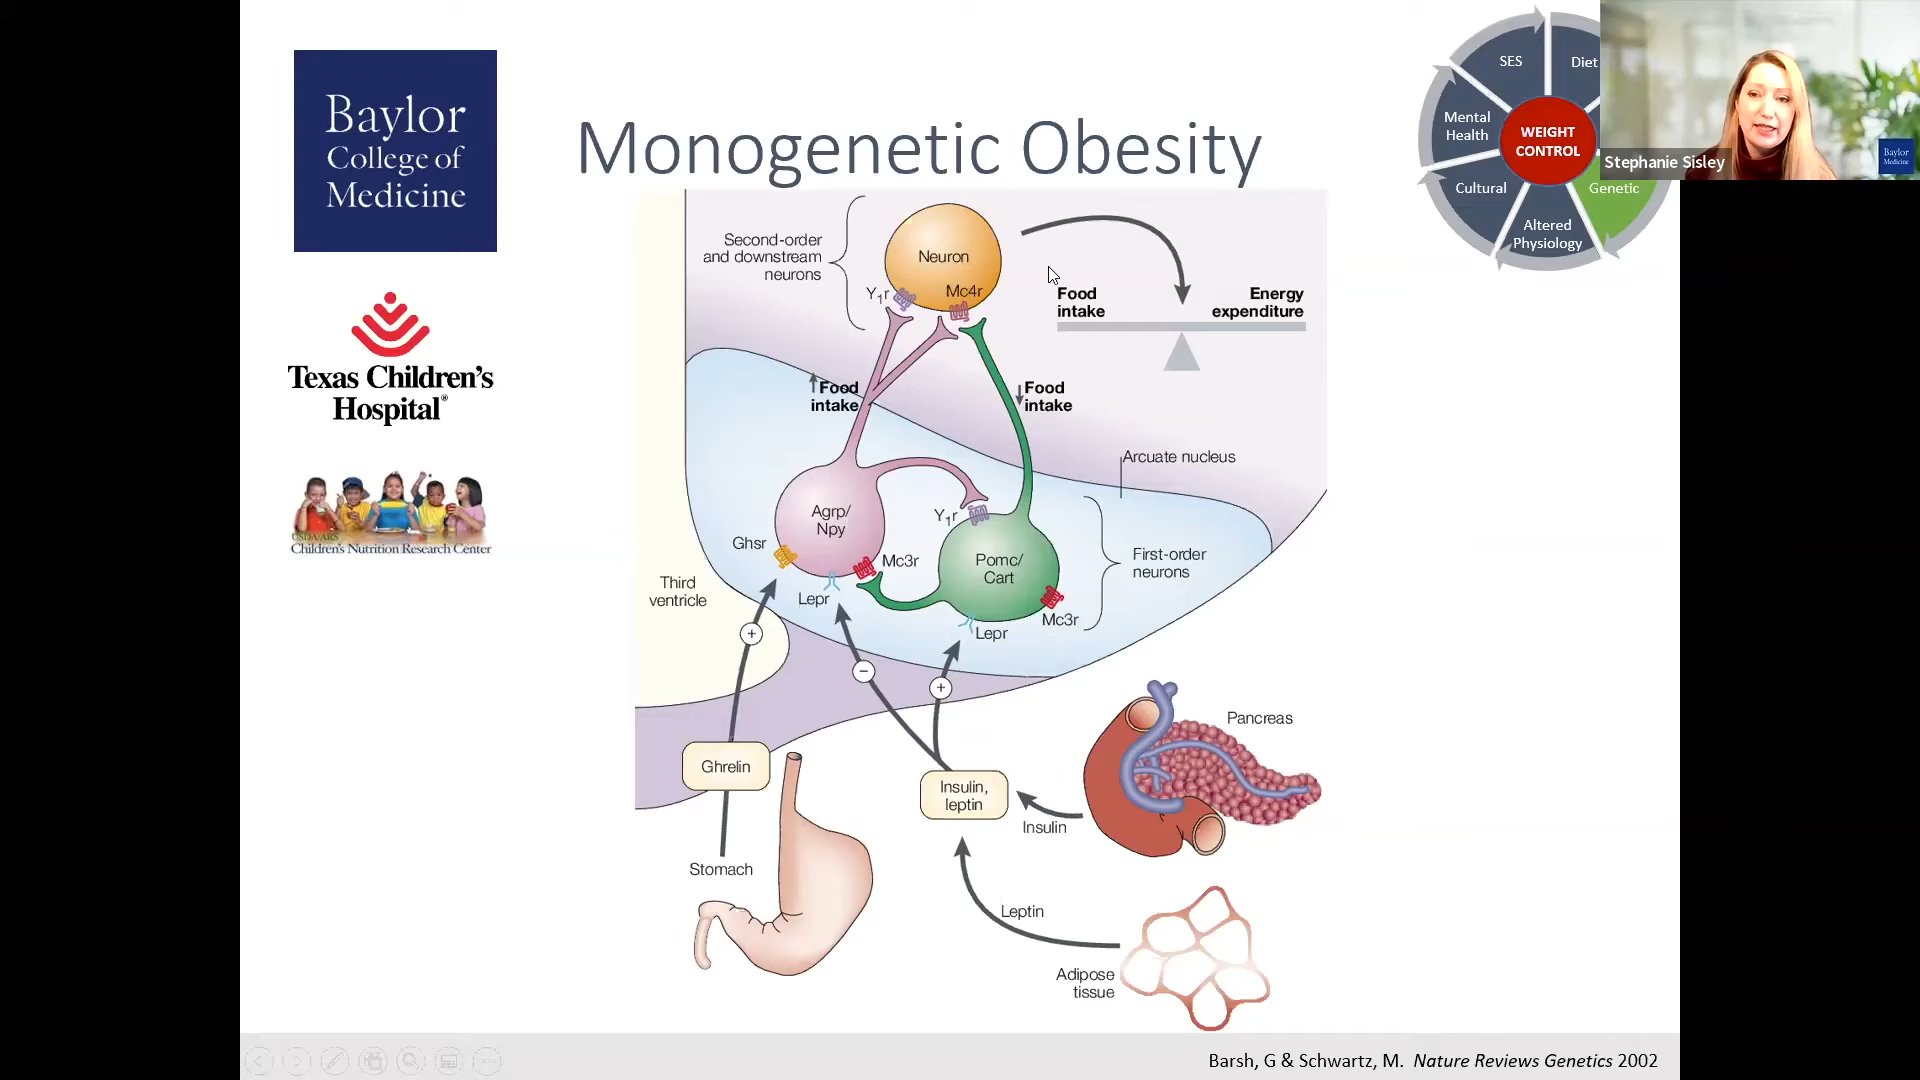 Baylor
College of
Medicine
Texas Children's
Hospital®
USDA/ARS
Children's Nutrition Research Center
Monogenetic Obesity
SES
Diet
Mental
Health
WEIGHT
CONTROL
Cultural
Genetic
Altered
Physiology
Stephanie Sisley
Baylor
Medicine
Second-order
and downstream
neurons
Neuron
Y1r
Mc4r
Food
intake
Energy
expenditure
Food
intake
Food
intake
Arcuate nucleus
Agrp/
Npy
Y1r
Ghsr
Mc3r
Pomc/
Cart
First-order
neurons
Third
ventricle
Lepr
Mc3r
Lepr
+
−
+
Pancreas
Ghrelin
Insulin,
leptin
Insulin
Stomach
Leptin
Adipose
tissue
Barsh, G & Schwartz, M. Nature Reviews Genetics 2002